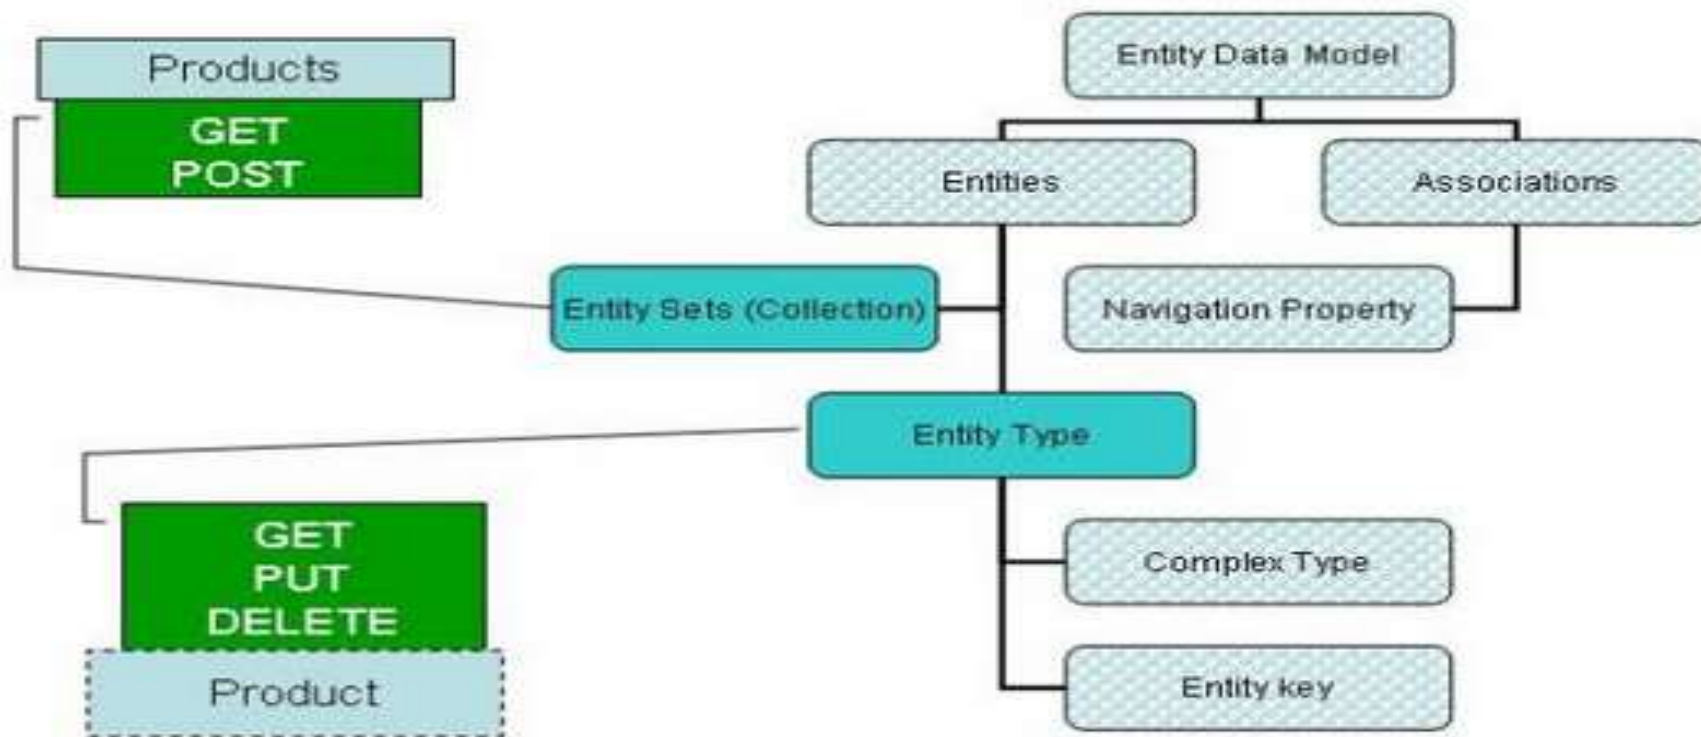 Products
GET
POST
Entity Data Model
Entities
Associations
Entity Sets (Collection)
Navigation Property
Entity Type
GET
PUT
DELETE
Product
Complex Type
Entity key